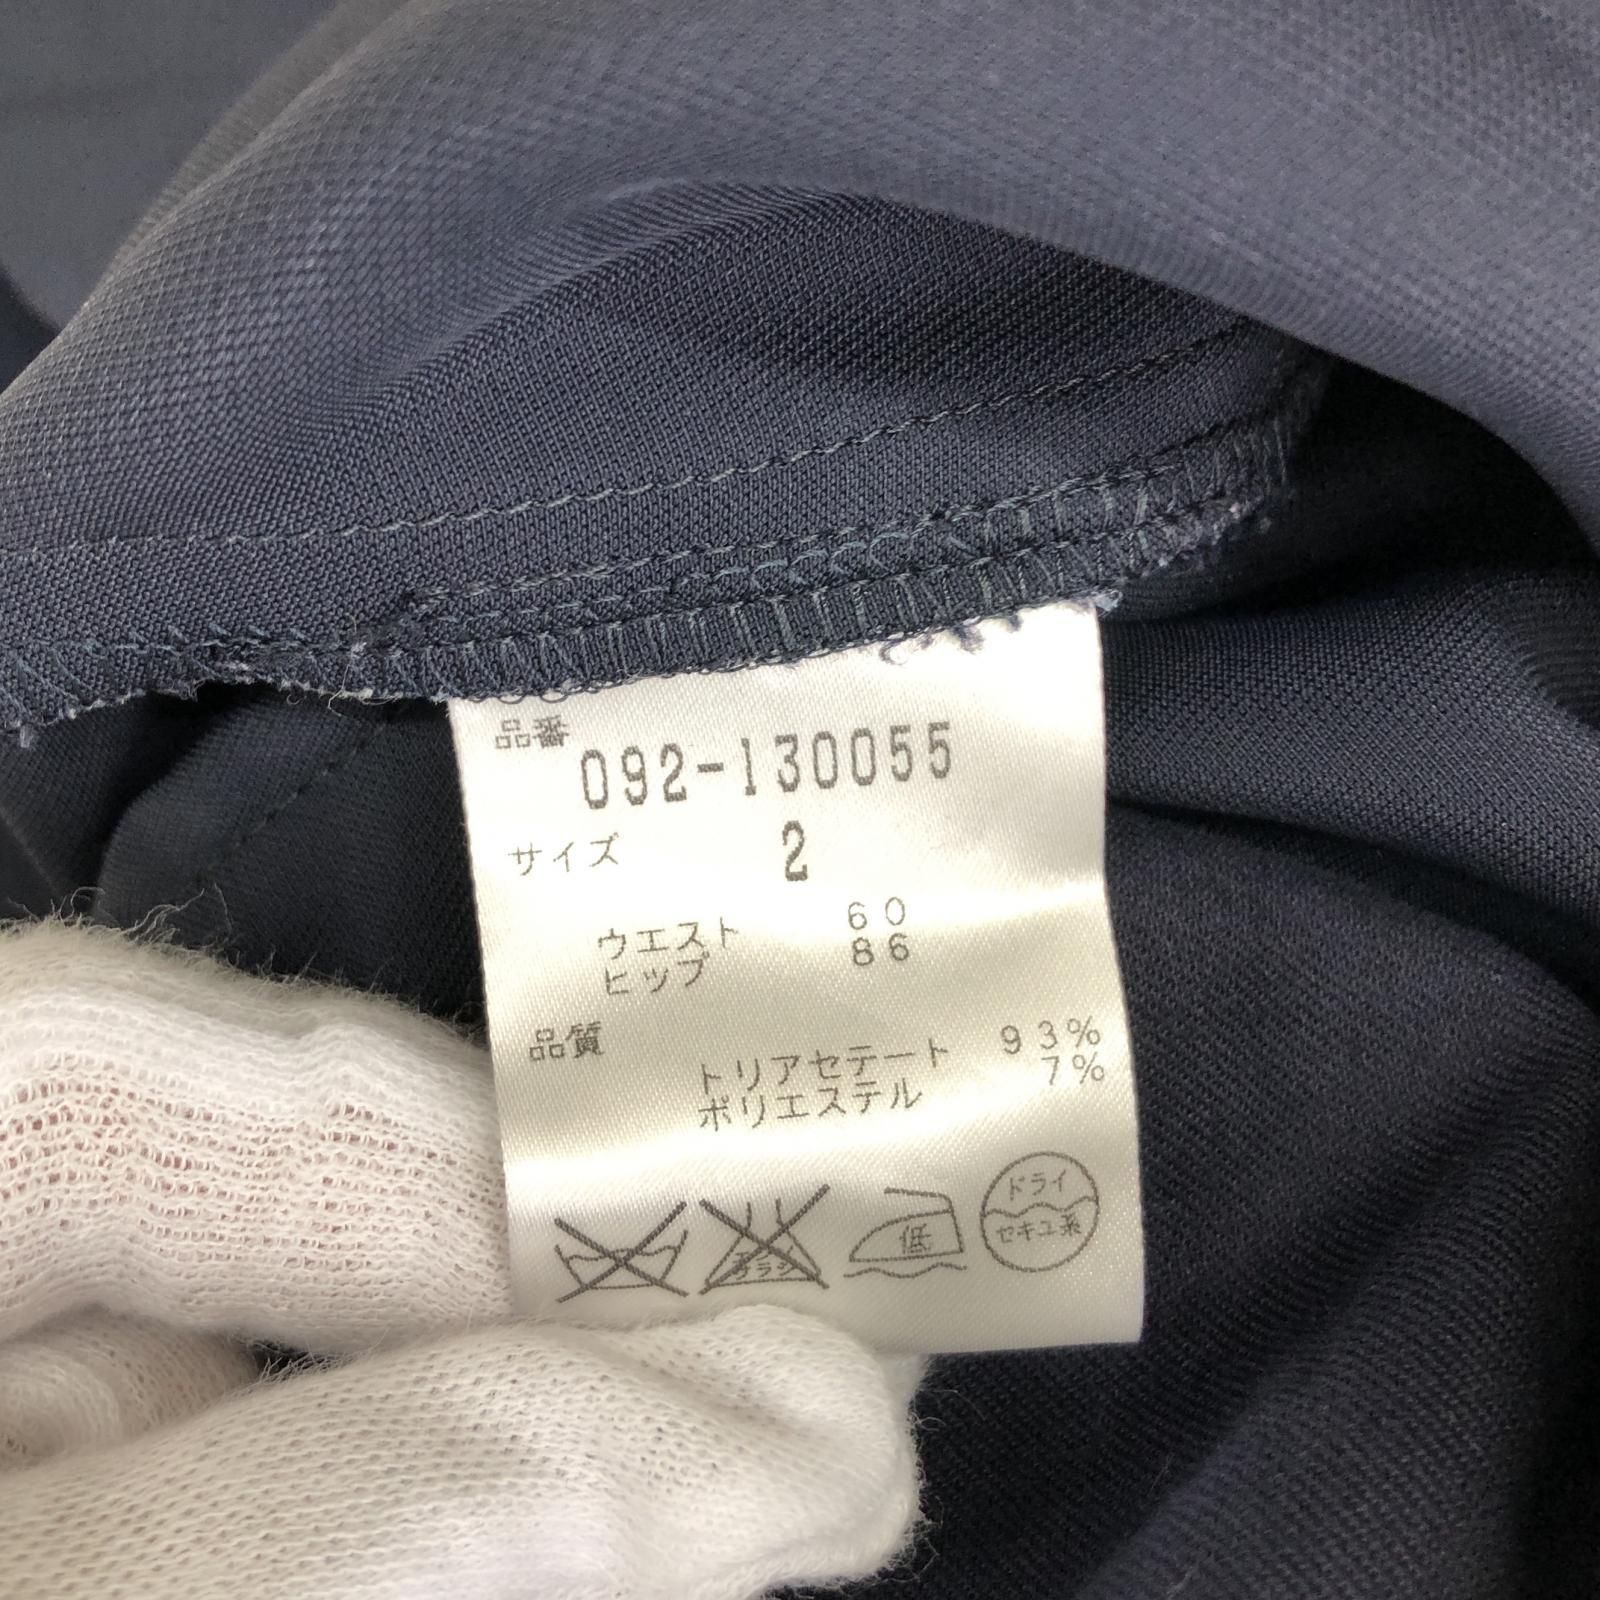 品番
092-130055
サイズ 2
ウエスト 60
ヒップ 86
品質
トリアセテート 93%
ポリエステル 7%
低
ドライ
セキユ系